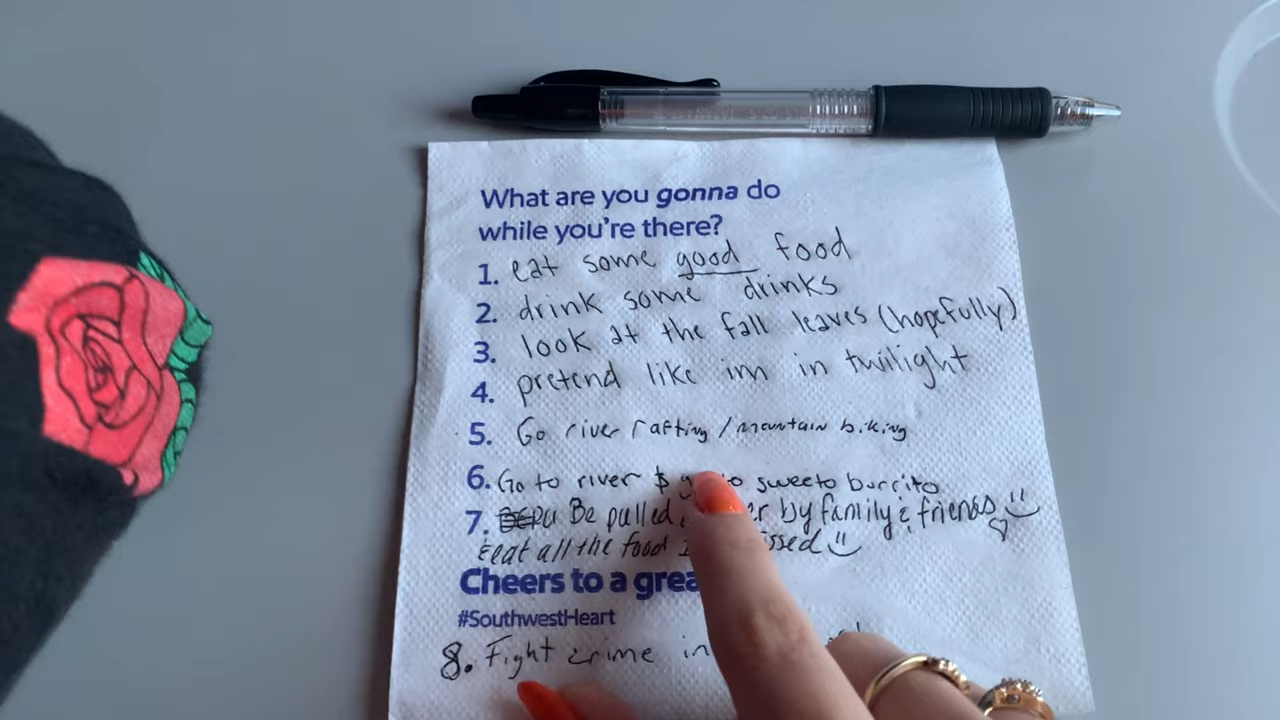 What are you gonna do
while you're there?
1. eat some good food
2. drink some drinks
3. look at the fall leaves (hopefully)
4. pretend like im in twilight
5. Go river rafting / mountain biking
6. Go to river $ sweeto burrito
7. Be pulled by family & friends
& eat all the food
Cheers to a
#SouthwestHeart
8. Fight crime in